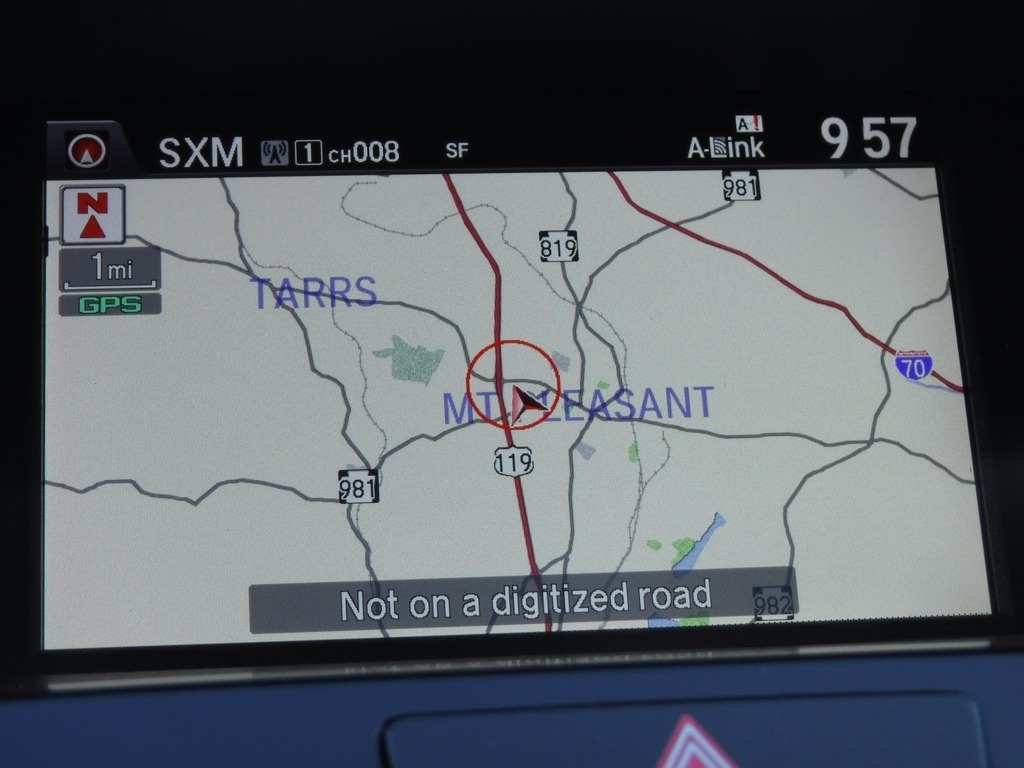 SXM 1 CH008 SF A! A-Link 9 57
N
981
819
1mi
GPS
TARRS
70
MT PLEASANT
119
981
Not on a digitized road
982